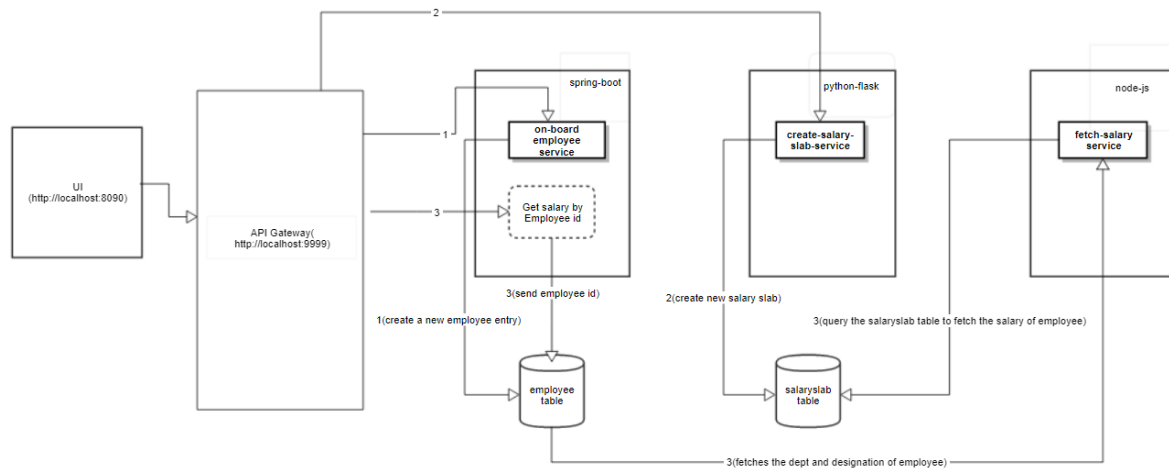 2
spring-boot
python-flask
node-js
1
on-board
employee
service
create-salary-
slab-service
fetch-salary
service
UI
(http://localhost:8090)
Get salary by
Employee id
3
API Gateway(
http://localhost:9999)
3(send employee id)
2(create new salary slab)
1(create a new employee entry)
3(query the salaryslab table to fetch the salary of employee)
employee
table
salaryslab
table
3(fetches the dept and designation of employee)